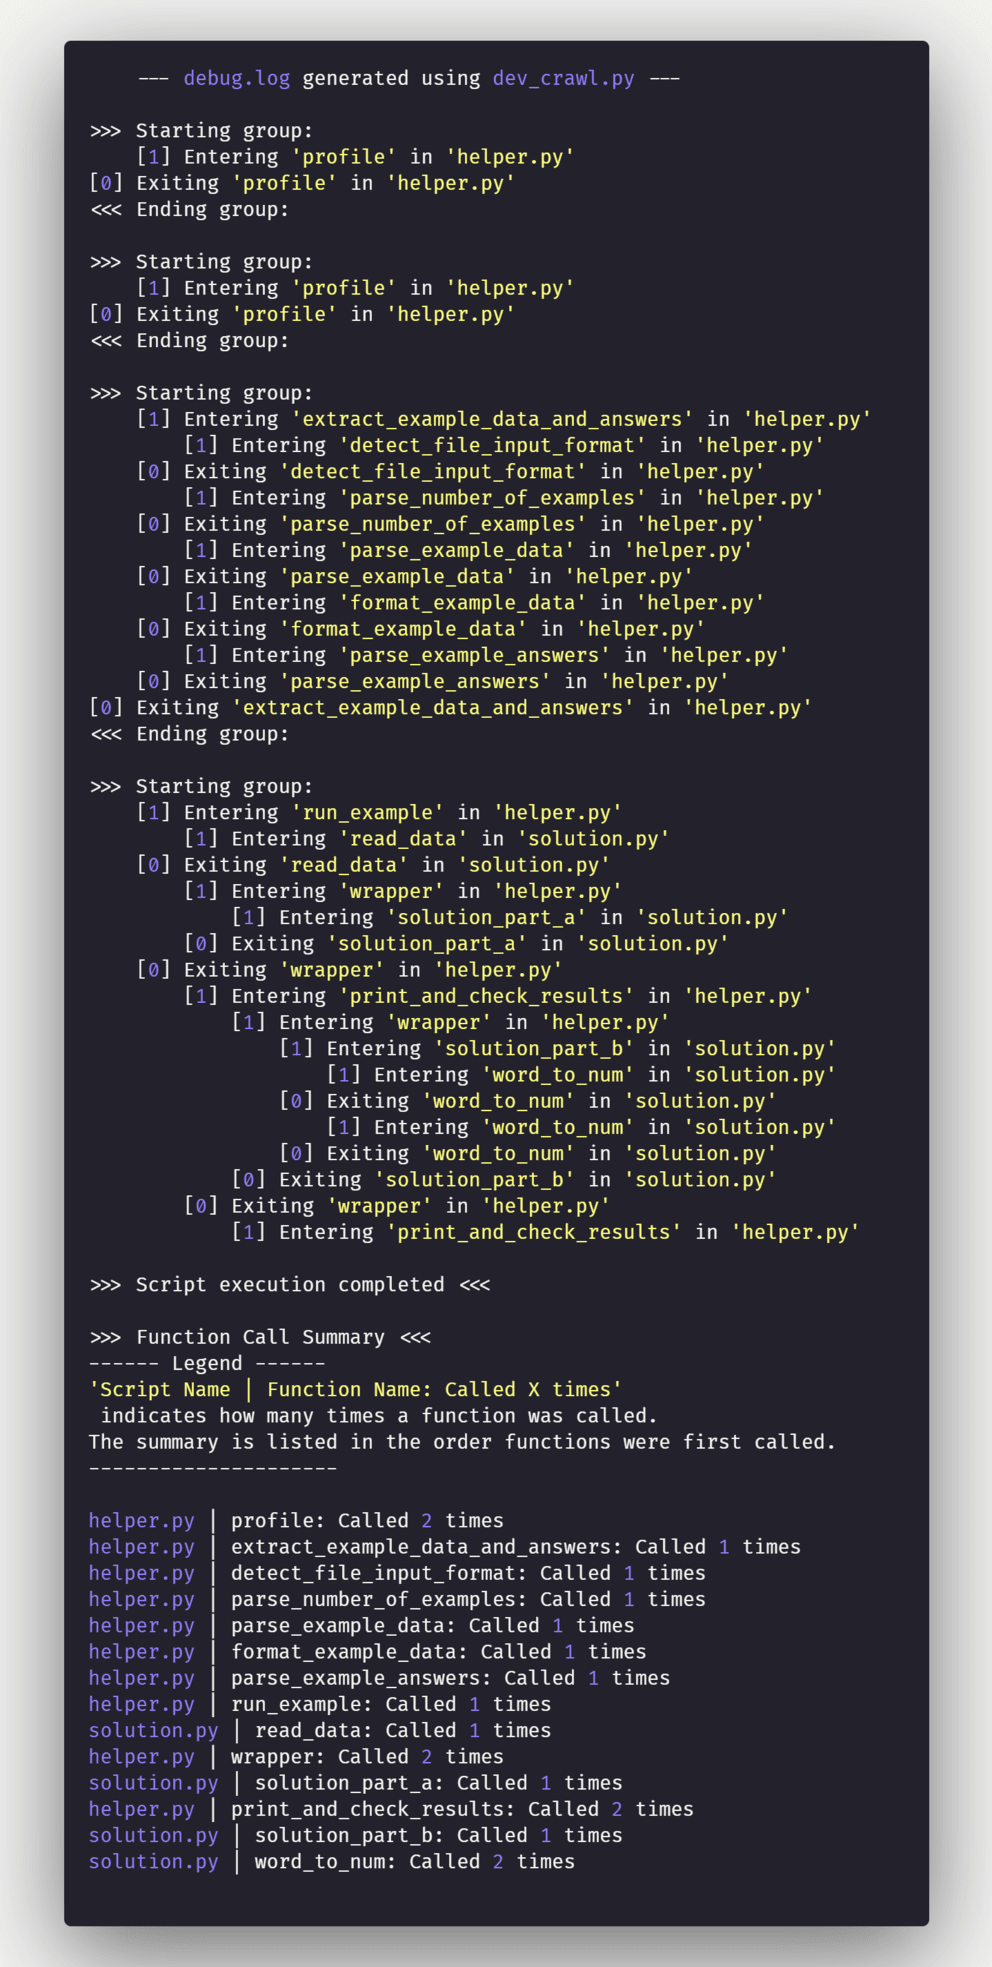 --- debug.log generated using dev_crawl.py ---
>>> Starting group:
[1] Entering 'profile' in 'helper.py'
[0] Exiting 'profile' in 'helper.py'
<<< Ending group:
>>> Starting group:
[1] Entering 'profile' in 'helper.py'
[0] Exiting 'profile' in 'helper.py'
<<< Ending group:
>>> Starting group:
[1] Entering 'extract_example_data_and_answers' in 'helper.py'
[1] Entering 'detect_file_input_format' in 'helper.py'
[0] Exiting 'detect_file_input_format' in 'helper.py'
[1] Entering 'parse_number_of_examples' in 'helper.py'
[0] Exiting 'parse_number_of_examples' in 'helper.py'
[1] Entering 'parse_example_data' in 'helper.py'
[0] Exiting 'parse_example_data' in 'helper.py'
[1] Entering 'format_example_data' in 'helper.py'
[0] Exiting 'format_example_data' in 'helper.py'
[1] Entering 'parse_example_answers' in 'helper.py'
[0] Exiting 'parse_example_answers' in 'helper.py'
[0] Exiting 'extract_example_data_and_answers' in 'helper.py'
<<< Ending group:
>>> Starting group:
[1] Entering 'run_example' in 'helper.py'
[1] Entering 'read_data' in 'solution.py'
[0] Exiting 'read_data' in 'solution.py'
[1] Entering 'wrapper' in 'helper.py'
[1] Entering 'solution_part_a' in 'solution.py'
[0] Exiting 'solution_part_a' in 'solution.py'
[0] Exiting 'wrapper' in 'helper.py'
[1] Entering 'print_and_check_results' in 'helper.py'
[1] Entering 'wrapper' in 'helper.py'
[1] Entering 'solution_part_b' in 'solution.py'
[1] Entering 'word_to_num' in 'solution.py'
[0] Exiting 'word_to_num' in 'solution.py'
[1] Entering 'word_to_num' in 'solution.py'
[0] Exiting 'word_to_num' in 'solution.py'
[0] Exiting 'solution_part_b' in 'solution.py'
[0] Exiting 'wrapper' in 'helper.py'
[1] Entering 'print_and_check_results' in 'helper.py'
>>> Script execution completed <<<
>>> Function Call Summary <<<
------ Legend ------
'Script Name | Function Name: Called X times'
indicates how many times a function was called.
The summary is listed in the order functions were first called.
---------------------
helper.py | profile: Called 2 times
helper.py | extract_example_data_and_answers: Called 1 times
helper.py | detect_file_input_format: Called 1 times
helper.py | parse_number_of_examples: Called 1 times
helper.py | parse_example_data: Called 1 times
helper.py | format_example_data: Called 1 times
helper.py | parse_example_answers: Called 1 times
helper.py | run_example: Called 1 times
solution.py | read_data: Called 1 times
helper.py | wrapper: Called 2 times
solution.py | solution_part_a: Called 1 times
helper.py | print_and_check_results: Called 2 times
solution.py | solution_part_b: Called 1 times
solution.py | word_to_num: Called 2 times